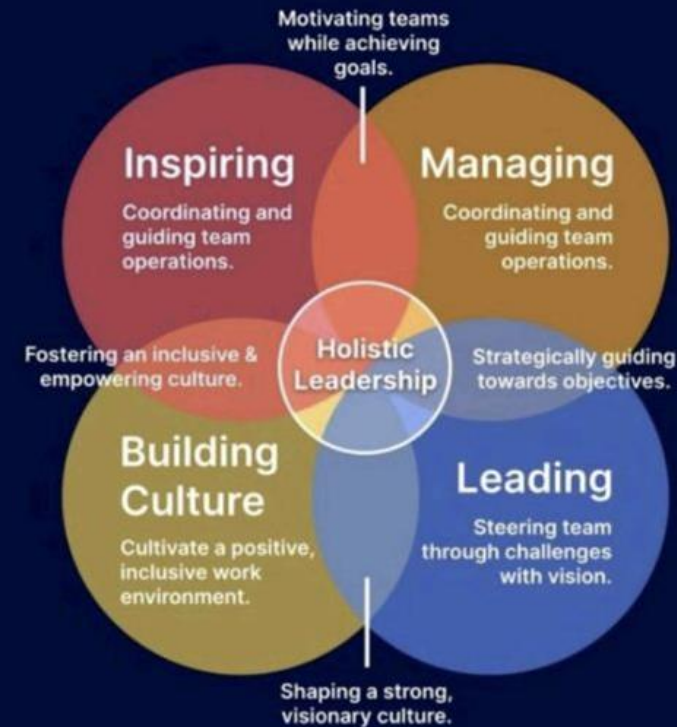 Motivating teams
while achieving
goals.
Inspiring
Coordinating and
guiding team
operations.
Managing
Coordinating and
guiding team
operations.
Fostering an inclusive &
empowering culture.
Holistic
Leadership
Strategically guiding
towards objectives.
Building
Culture
Cultivate a positive,
inclusive work
environment.
Leading
Steering team
through challenges
with vision.
Shaping a strong,
visionary culture.